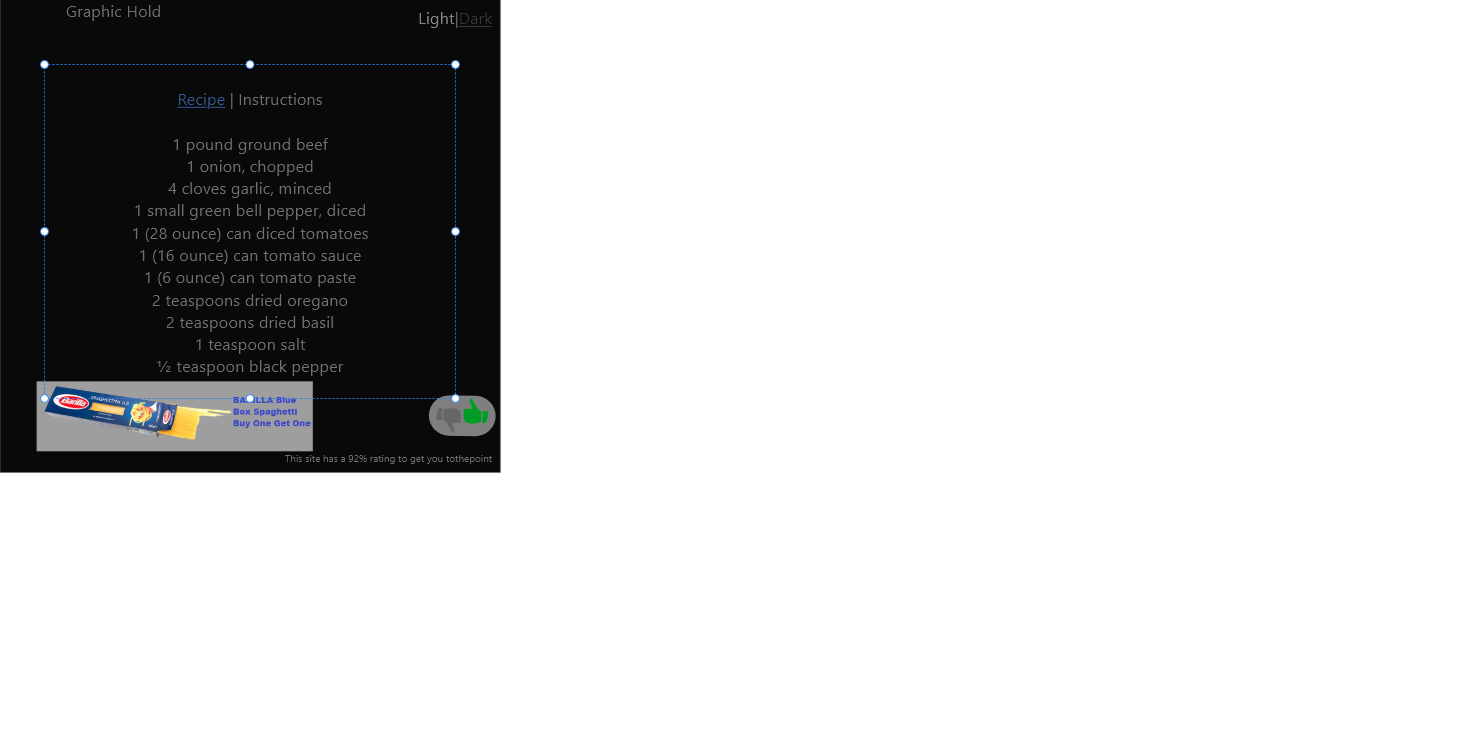 Graphic Hold
Light|Dark
Recipe | Instructions
1 pound ground beef
1 onion, chopped
4 cloves garlic, minced
1 small green bell pepper, diced
1 (28 ounce) can diced tomatoes
1 (16 ounce) can tomato sauce
1 (6 ounce) can tomato paste
2 teaspoons dried oregano
2 teaspoons dried basil
1 teaspoon salt
½ teaspoon black pepper
Barilla
BARILLA Blue
Box Spaghetti
Buy One Get One
This site has a 92% rating to get you tothepoint